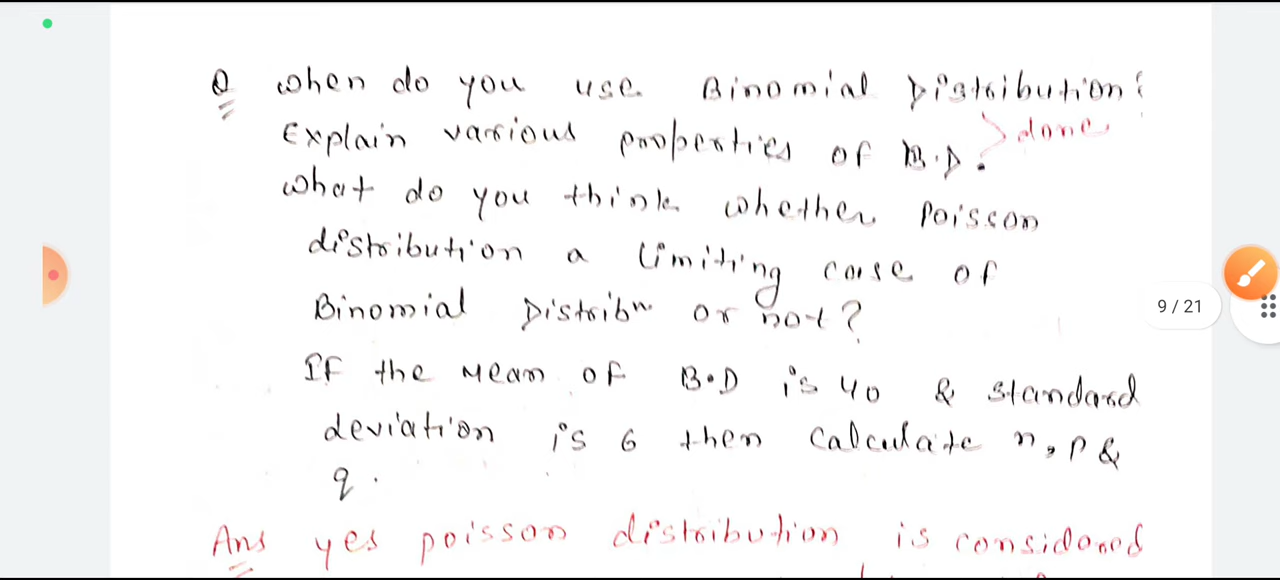 Q when do you use Binomial Distribution?
Explain various properties of B.D. > done
what do you think whether Poisson
distribution a limiting case of
Binomial Distribn or not?
If the mean of B.D is 40 & standard
deviation is 6 then calculate n, p &
q.
9 / 21
Ans yes poisson distribution is considered